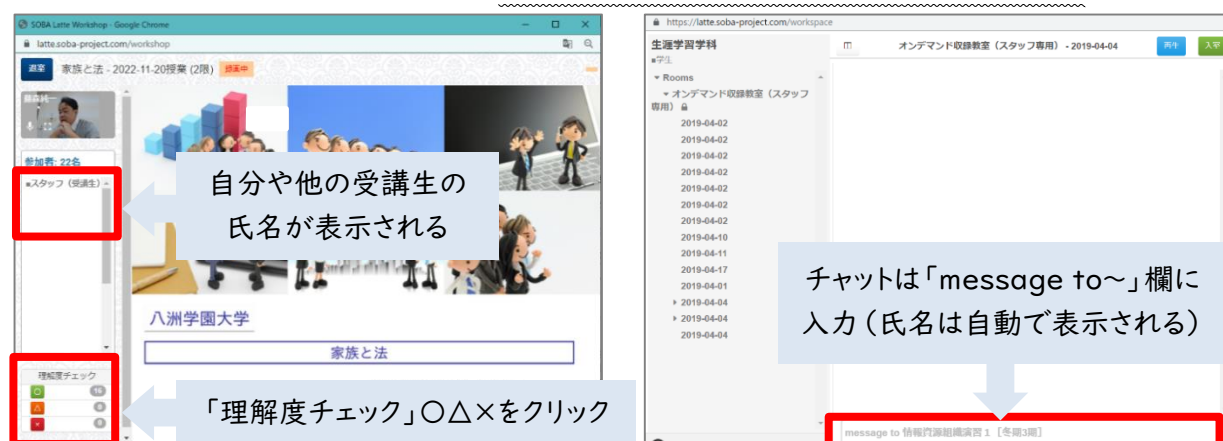 SOBA Latte Workshop - Google Chrome
latte.soba-project.com/workshop
退室 家族と法 - 2022-11-20授業 (2限) 録画中
参加者: 22名
■スタッフ（受講生）
自分や他の受講生の
氏名が表示される
八洲学園大学
家族と法
理解度チェック
○ 16
△ 0
0
「理解度チェック」○△×をクリック
https://latte.soba-project.com/workspace
生涯学習学科
■学生
オンデマンド収録教室（スタッフ専用） - 2019-04-04 再生 入室
▼ Rooms
▼ オンデマンド収録教室（スタッフ
専用）
2019-04-02
2019-04-02
2019-04-02
2019-04-02
2019-04-02
2019-04-02
2019-04-02
2019-04-10
2019-04-11
2019-04-17
2019-04-01
▶ 2019-04-04
▶ 2019-04-04
2019-04-04
チャットは「message to～」欄に
入力（氏名は自動で表示される）
message to 情報資源組織演習１［冬期3期］